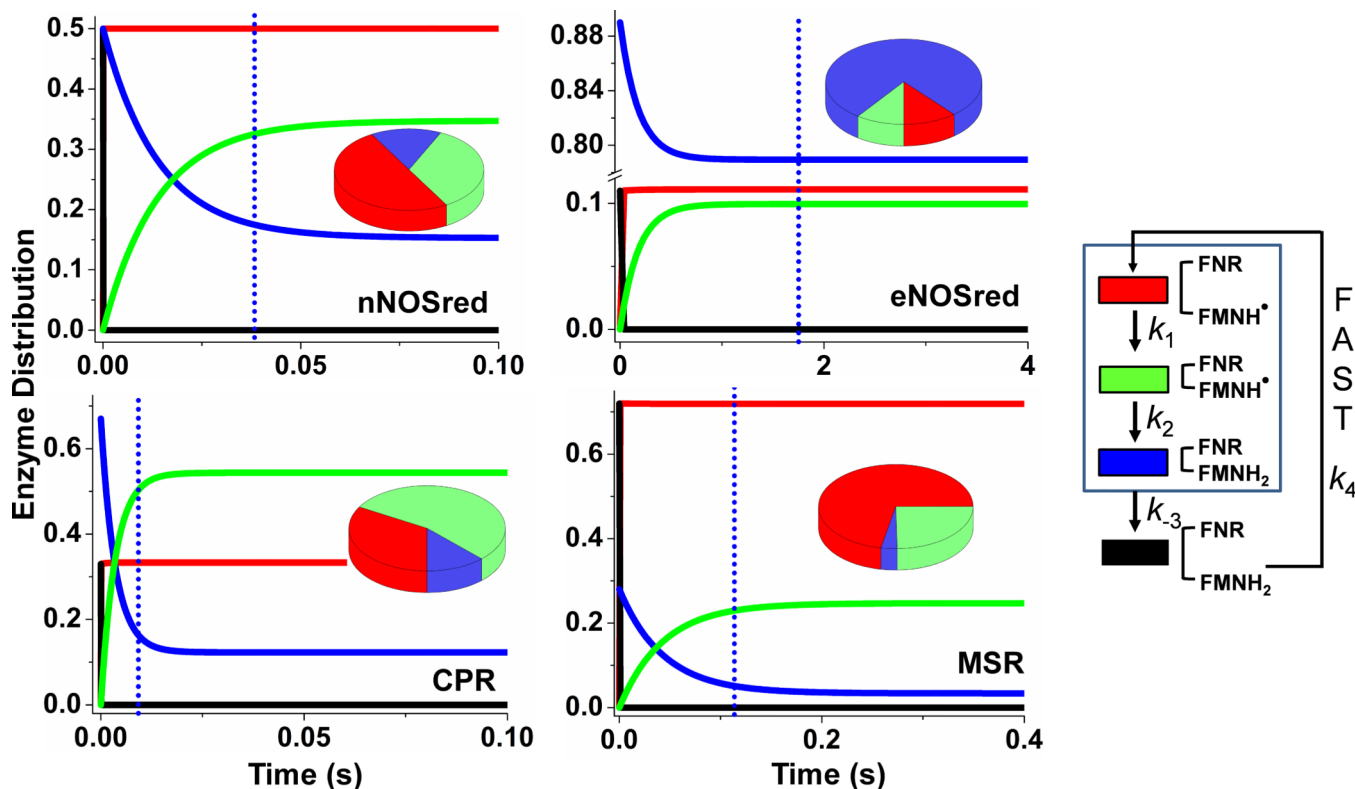 Enzyme Distribution
0.5
0.4
0.3
0.2
0.1
0.0
nNOSred
0.00
0.05
0.10
0.88
0.84
0.80
0.1
0.0
eNOSred
0
2
4
0.6
0.4
0.2
0.0
CPR
0.00
0.05
0.10
Time (s)
0.6
0.4
0.2
0.0
MSR
0.0
0.2
0.4
Time (s)
FNR
FMNH•
k1
FNR
FMNH•
k2
FNR
FMNH2
k-3
FNR
FMNH2
FAST
k4